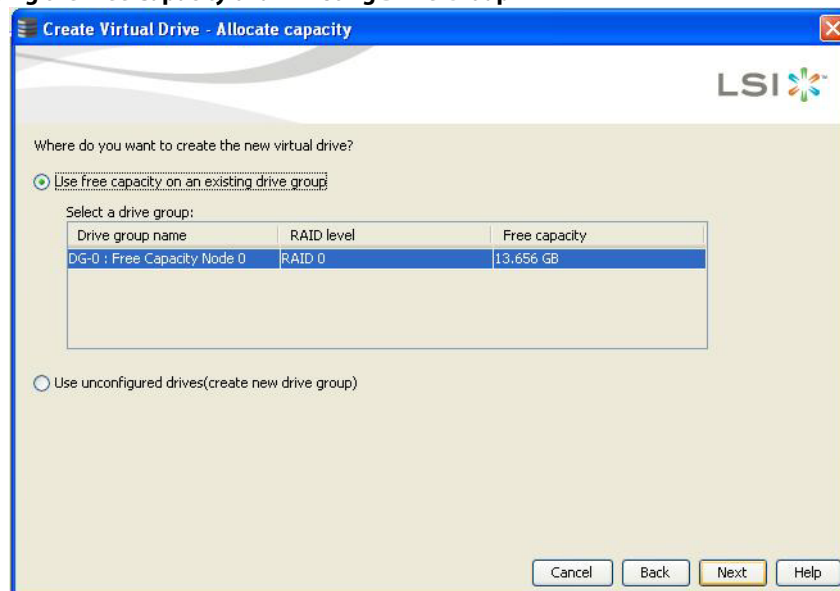 Create Virtual Drive - Allocate capacity
LSI
Where do you want to create the new virtual drive?
Use free capacity on an existing drive group
Select a drive group:
Drive group name RAID level Free capacity
DG-0 : Free Capacity Node 0 RAID 0 13.656 GB
Use unconfigured drives(create new drive group)
Cancel Back Next Help